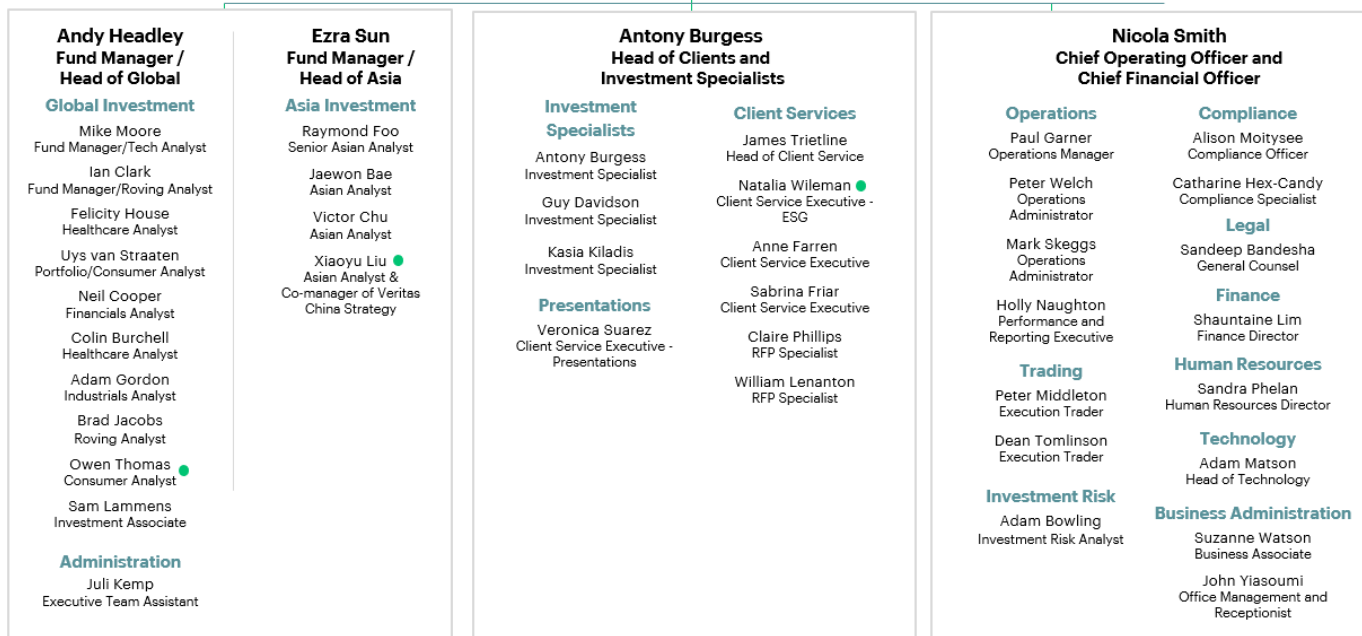 Andy Headley
Fund Manager /
Head of Global
Global Investment
Mike Moore
Fund Manager/Tech Analyst
Ian Clark
Fund Manager/Roving Analyst
Felicity House
Healthcare Analyst
Uys van Straaten
Portfolio/Consumer Analyst
Neil Cooper
Financials Analyst
Colin Burchell
Healthcare Analyst
Adam Gordon
Industrials Analyst
Brad Jacobs
Roving Analyst
Owen Thomas
Consumer Analyst
Sam Lammens
Investment Associate
Administration
Juli Kemp
Executive Team Assistant
Ezra Sun
Fund Manager /
Head of Asia
Asia Investment
Raymond Foo
Senior Asian Analyst
Jaewon Bae
Asian Analyst
Victor Chu
Asian Analyst
Xiaoyu Liu
Asian Analyst &
Co-manager of Veritas
China Strategy
Antony Burgess
Head of Clients and
Investment Specialists
Investment
Specialists
Antony Burgess
Investment Specialist
Guy Davidson
Investment Specialist
Kasia Kiladis
Investment Specialist
Presentations
Veronica Suarez
Client Service Executive -
Presentations
Client Services
James Trietline
Head of Client Service
Natalia Wileman
Client Service Executive -
ESG
Anne Farren
Client Service Executive
Sabrina Friar
Client Service Executive
Claire Phillips
RFP Specialist
William Lenanton
RFP Specialist
Nicola Smith
Chief Operating Officer and
Chief Financial Officer
Operations
Paul Garner
Operations Manager
Peter Welch
Operations
Administrator
Mark Skeggs
Operations
Administrator
Holly Naughton
Performance and
Reporting Executive
Trading
Peter Middleton
Execution Trader
Dean Tomlinson
Execution Trader
Investment Risk
Adam Bowling
Investment Risk Analyst
Compliance
Alison Moitysee
Compliance Officer
Catharine Hex-Candy
Compliance Specialist
Legal
Sandeep Bandesha
General Counsel
Finance
Shauntaine Lim
Finance Director
Human Resources
Sandra Phelan
Human Resources Director
Technology
Adam Matson
Head of Technology
Business Administration
Suzanne Watson
Business Associate
John Yiasoumi
Office Management and
Receptionist